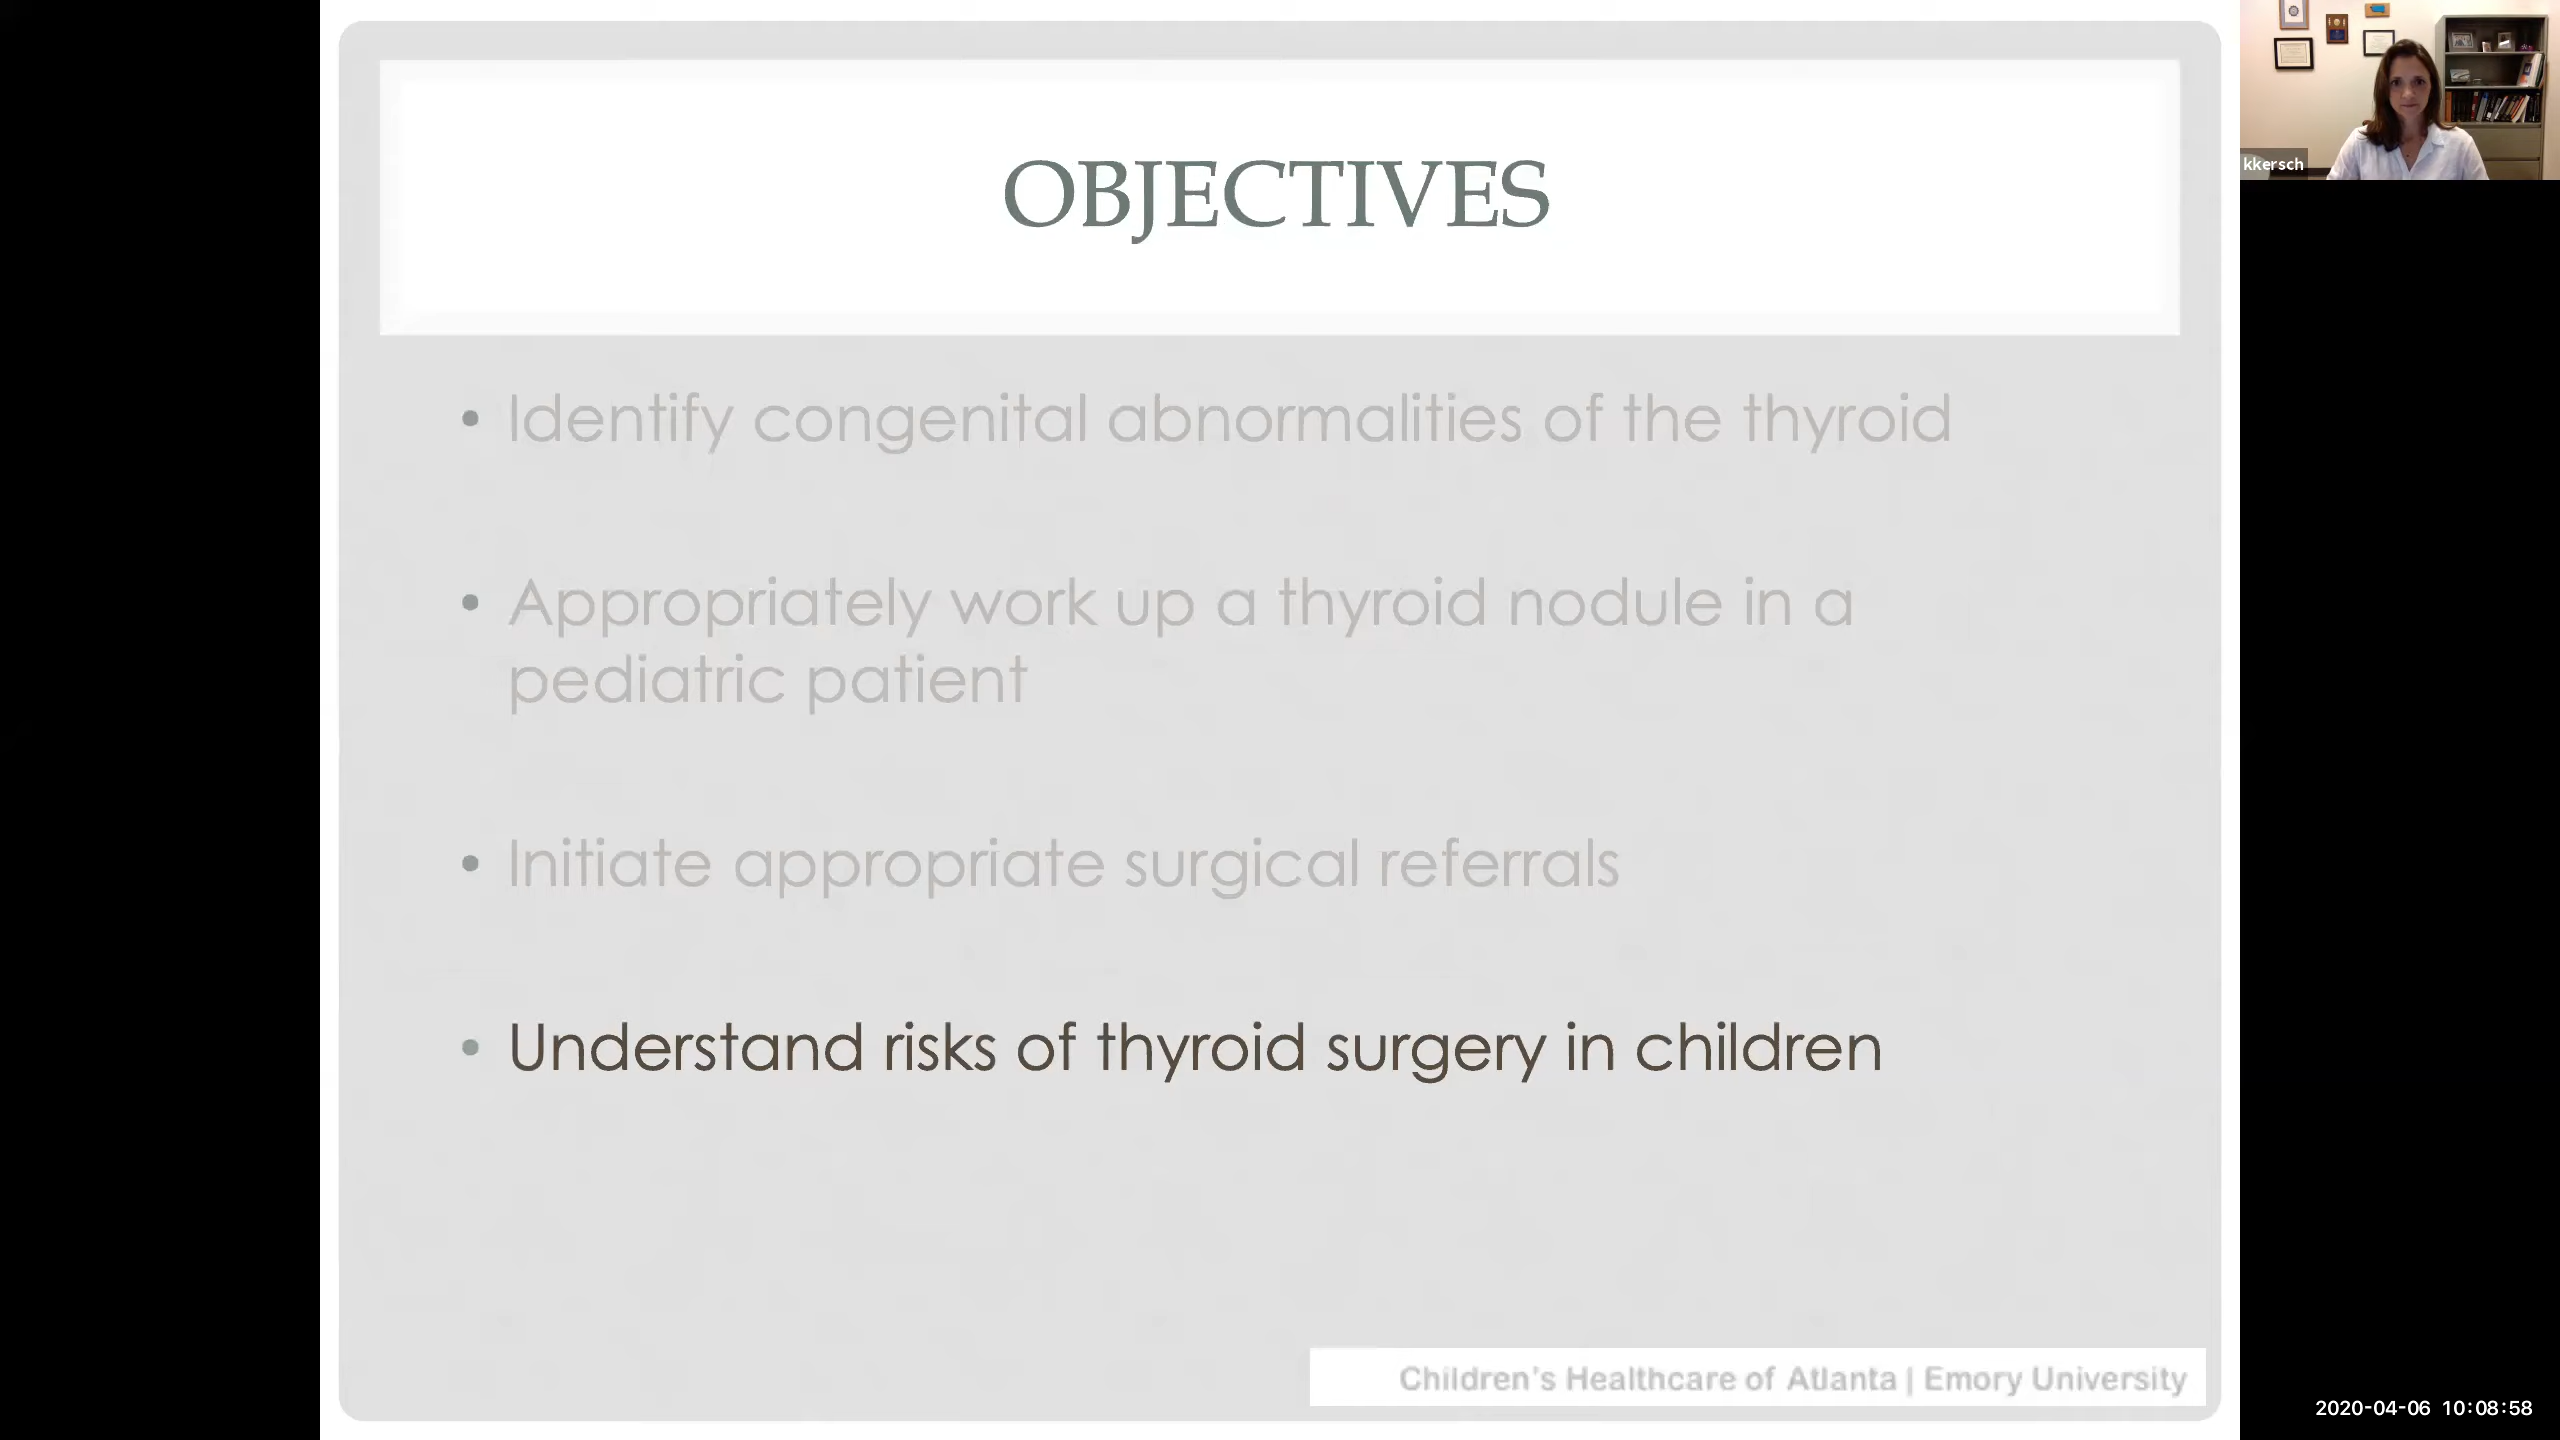 OBJECTIVES
kkersch
• Identify congenital abnormalities of the thyroid
• Appropriately work up a thyroid nodule in a
pediatric patient
• Initiate appropriate surgical referrals
• Understand risks of thyroid surgery in children
Children's Healthcare of Atlanta | Emory University
2020-04-06 10:08:58